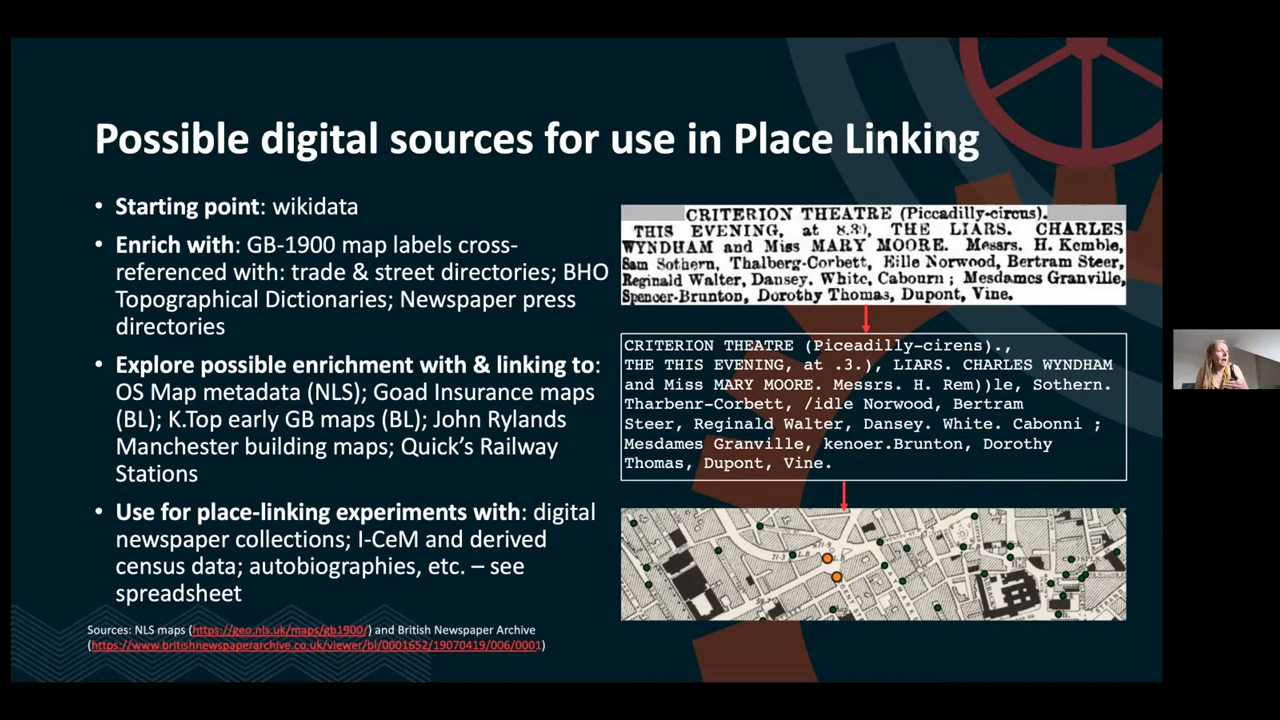 Possible digital sources for use in Place Linking
• Starting point: wikidata
• Enrich with: GB-1900 map labels cross-
referenced with: trade & street directories; BHO
Topographical Dictionaries; Newspaper press
directories
• Explore possible enrichment with & linking to:
OS Map metadata (NLS); Goad Insurance maps
(BL); K.Top early GB maps (BL); John Rylands
Manchester building maps; Quick's Railway
Stations
• Use for place-linking experiments with: digital
newspaper collections; I-CeM and derived
census data; autobiographies, etc. – see
spreadsheet
Sources: NLS maps (https://geo.nls.uk/maps/gb1900/) and British Newspaper Archive
(https://www.britishnewspaperarchive.co.uk/viewer/bl/0001652/19070419/006/0001)
CRITERION THEATRE (Piccadilly-circus).
THIS EVENING, at 8.30, THE LIARS. CHARLES
WYNDHAM and Miss MARY MOORE. Messrs. H. Kemble,
Sam Sothern, Thalberg-Corbett, Eille Norwood, Bertram Steer,
Reginald Walter, Dansey. White, Cabourn ; Mesdames Granville,
Spencer-Brunton, Dorothy Thomas, Dupont, Vine.
CRITERION THEATRE (Piceadilly-cirens).,
THE THIS EVENING, at .3.), LIARS. CHARLES WYNDHAM
and Miss MARY MOORE. Messrs. H. Rem))le, Sothern.
Tharbenr-Corbett, /idle Norwood, Bertram
Steer, Reginald Walter, Dansey. White. Cabonni ;
Mesdames Granville, kenoer.Brunton, Dorothy
Thomas, Dupont, Vine.